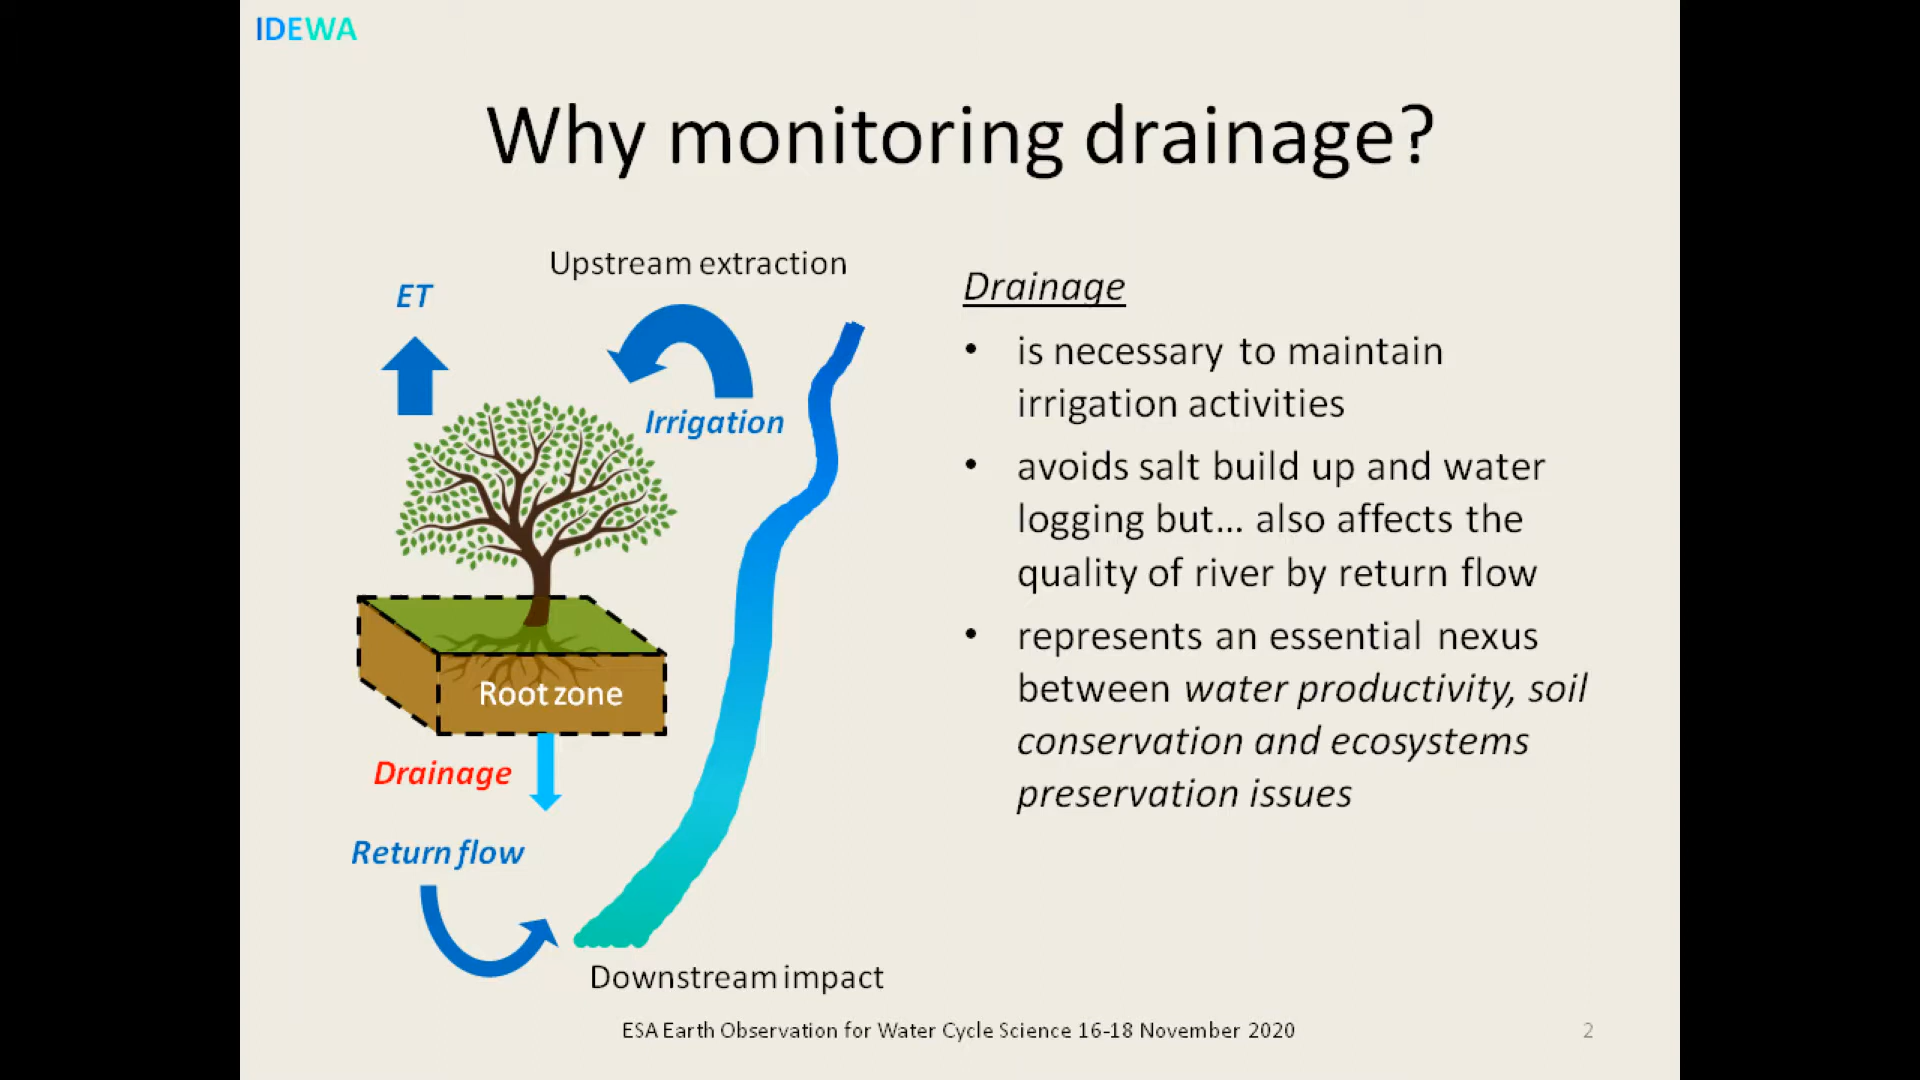 IDEWA
Why monitoring drainage?
Upstream extraction
ET
Irrigation
Root zone
Drainage
Return flow
Downstream impact
Drainage
• is necessary to maintain
irrigation activities
• avoids salt build up and water
logging but... also affects the
quality of river by return flow
• represents an essential nexus
between water productivity, soil
conservation and ecosystems
preservation issues
ESA Earth Observation for Water Cycle Science 16-18 November 2020
2